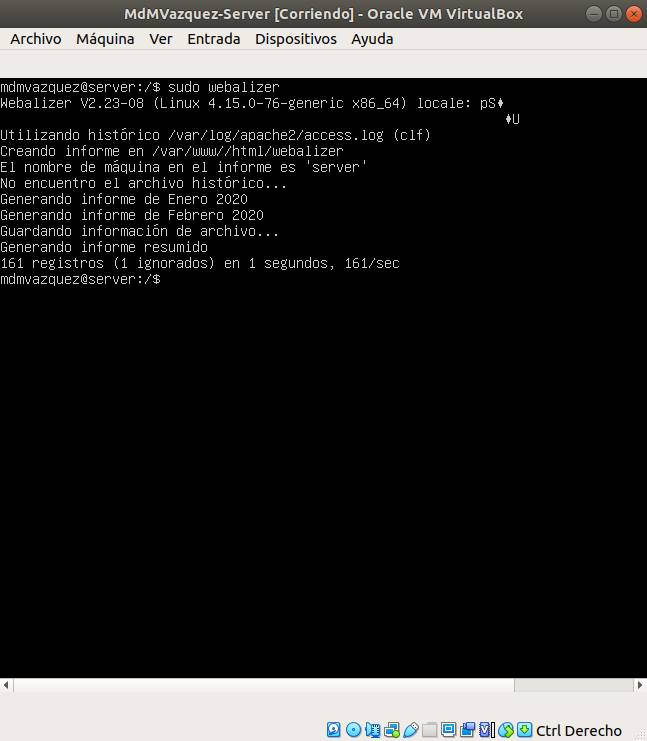 MdMVazquez-Server [Corriendo] - Oracle VM VirtualBox
Archivo Máquina Ver Entrada Dispositivos Ayuda
mdmvazquez@server:/$ sudo webalizer
Webalizer V2.23-08 (Linux 4.15.0-76-generic x86_64) locale: pS♦
♦U
Utilizando histórico /var/log/apache2/access.log (clf)
Creando informe en /var/www//html/webalizer
El nombre de máquina en el informe es 'server'
No encuentro el archivo histórico...
Generando informe de Enero 2020
Generando informe de Febrero 2020
Guardando información de archivo...
Generando informe resumido
161 registros (1 ignorados) en 1 segundos, 161/sec
mdmvazquez@server:/$
Ctrl Derecho